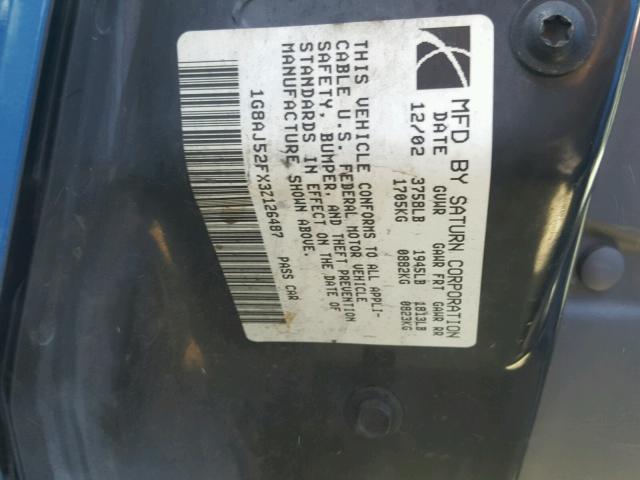 MFD BY SATURN CORPORATION
DATE GVWR GAWR FRT GAWR RR
12/02 3758LB 1945LB 1813LB
1705KG 0882KG 0823KG
THIS VEHICLE CONFORMS TO ALL APPLI-
CABLE U.S. FEDERAL MOTOR VEHICLE
SAFETY, BUMPER, AND THEFT PREVENTION
STANDARDS IN EFFECT ON THE DATE OF
MANUFACTURE SHOWN ABOVE.
1G8AJ52FX3Z126487 PASS CAR